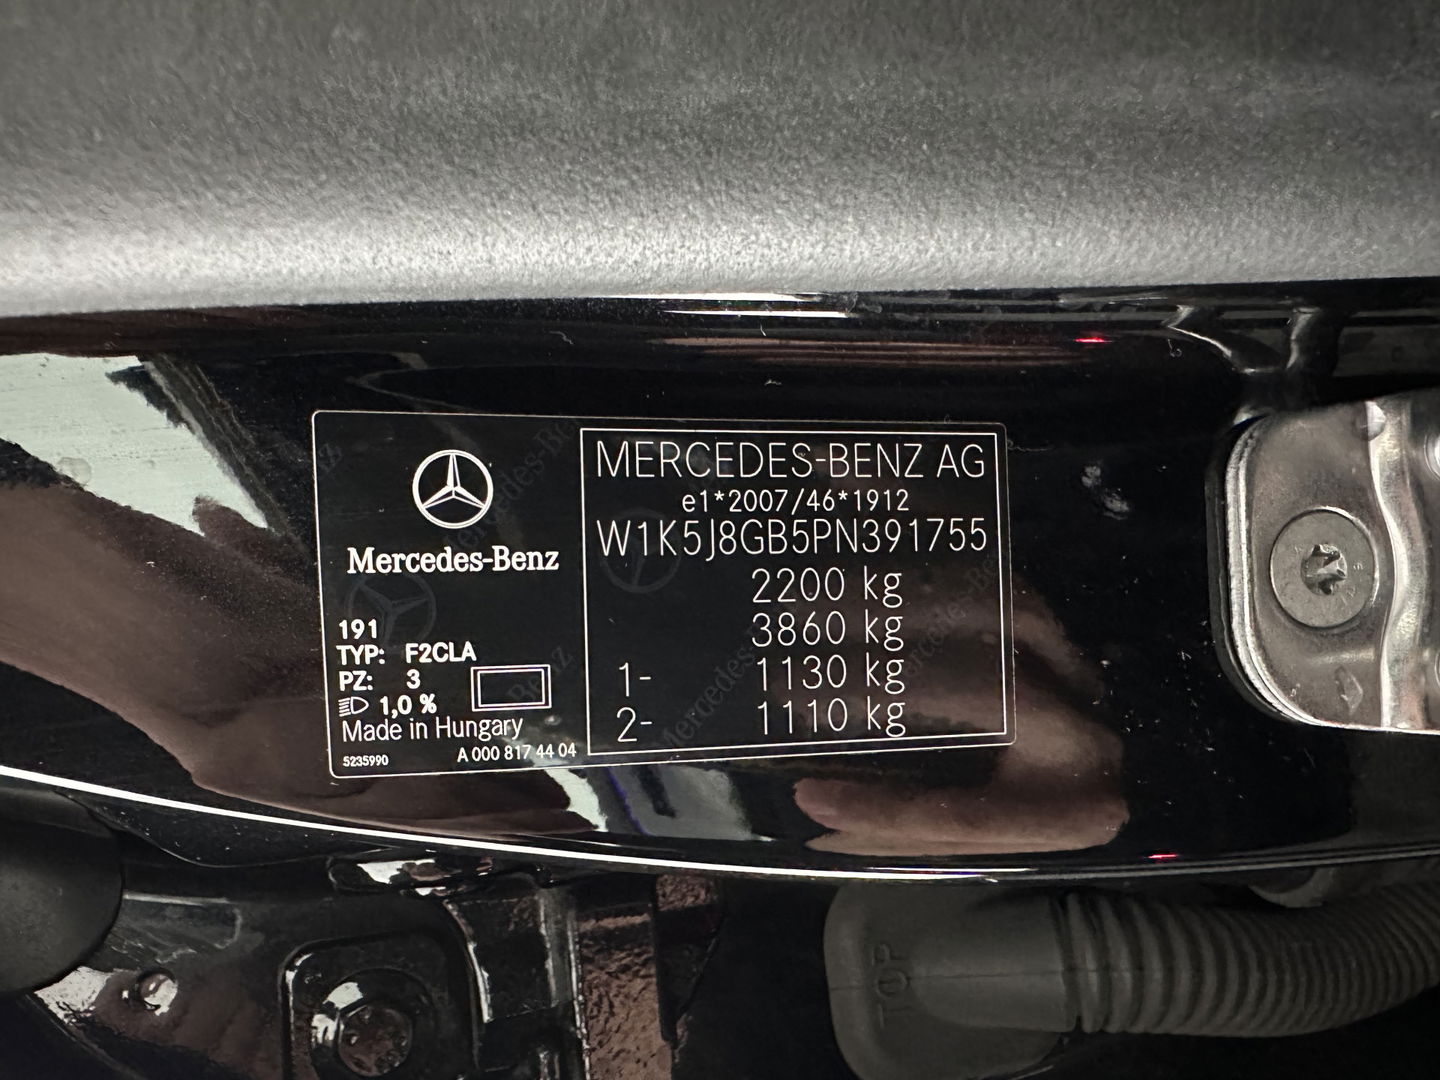 Mercedes-Benz
191
TYP: F2CLA
PZ: 3
1,0 %
Made in Hungary
5235990 A 000 817 44 04
MERCEDES-BENZ AG
e1*2007/46*1912
W1K5J8GB5PN391755
2200 kg
3860 kg
1- 1130 kg
2- 1110 kg
TOP